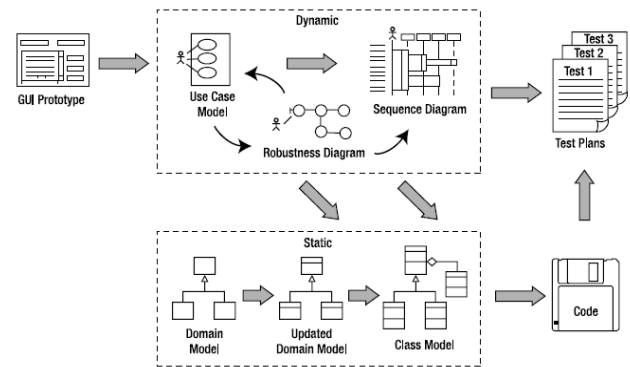 Dynamic
GUI Prototype
Use Case
Model
Robustness Diagram
Sequence Diagram
Test 3
Test 2
Test 1
Test Plans
Static
Domain
Model
Updated
Domain Model
Class Model
Code